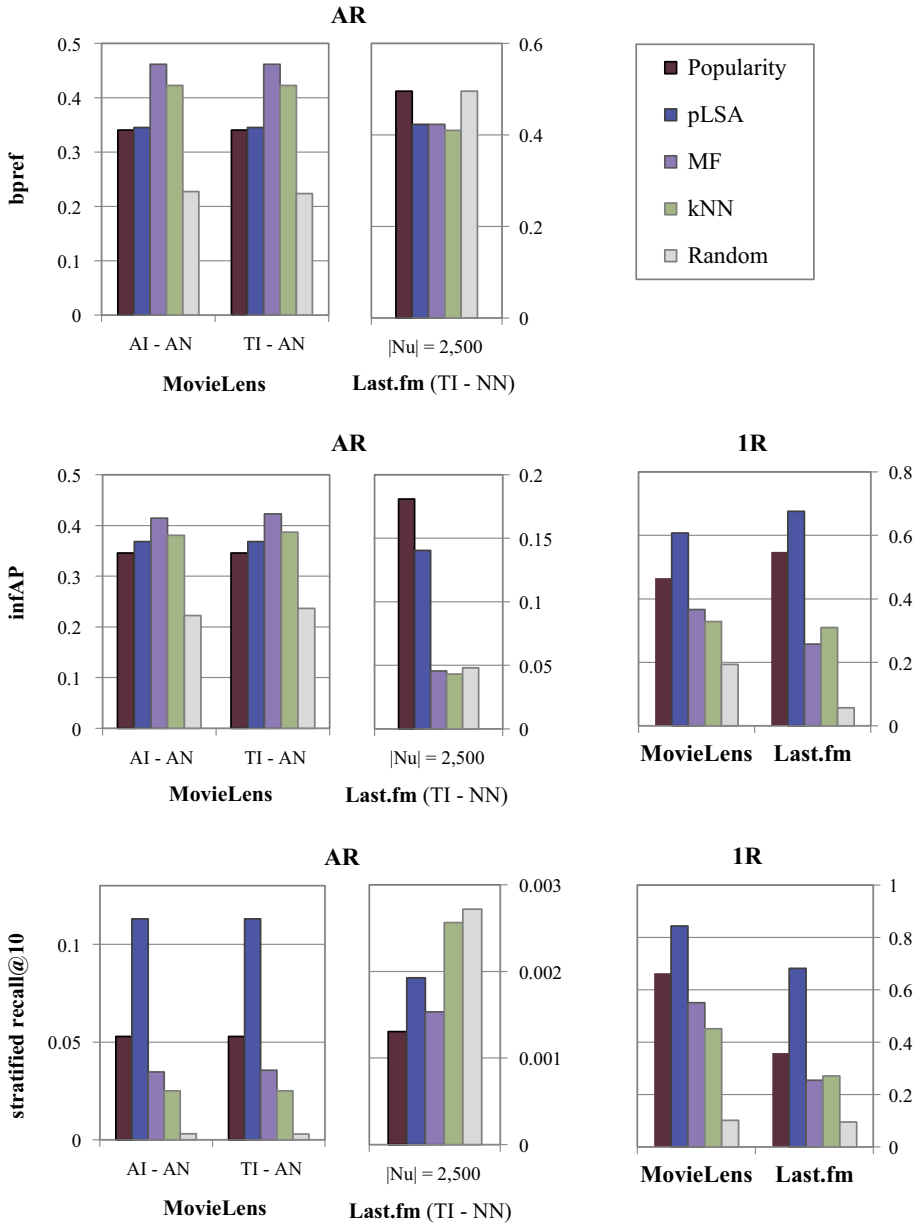 AR
bpref
0.5
0.4
0.3
0.2
0.1
0
AI - AN
TI - AN
MovieLens
0.6
0.4
0.2
0
|Nu| = 2,500
Last.fm (TI - NN)
Popularity
pLSA
MF
kNN
Random
AR
infAP
0.5
0.4
0.3
0.2
0.1
0
AI - AN
TI - AN
MovieLens
0.2
0.15
0.1
0.05
0
|Nu| = 2,500
Last.fm (TI - NN)
1R
0.8
0.6
0.4
0.2
0
MovieLens
Last.fm
AR
stratified recall@10
0.1
0.05
0
AI - AN
TI - AN
MovieLens
0.003
0.002
0.001
0
|Nu| = 2,500
Last.fm (TI - NN)
1R
1
0.8
0.6
0.4
0.2
0
MovieLens
Last.fm